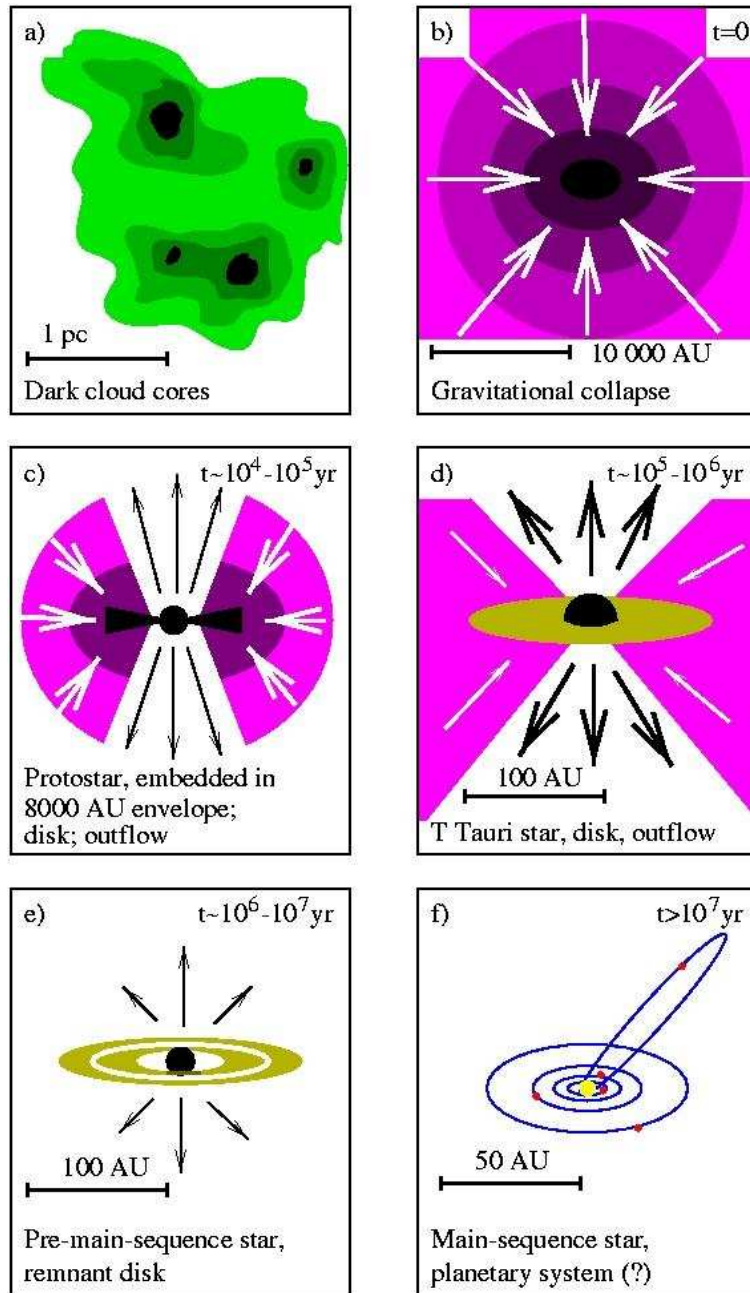 a)
1 pc
Dark cloud cores
b) t=0
10 000 AU
Gravitational collapse
c) t~10⁴-10⁵yr
Protostar, embedded in
8000 AU envelope;
disk; outflow
d) t~10⁵-10⁶yr
100 AU
T Tauri star, disk, outflow
e) t~10⁶-10⁷yr
100 AU
Pre-main-sequence star,
remnant disk
f) t>10⁷yr
50 AU
Main-sequence star,
planetary system (?)